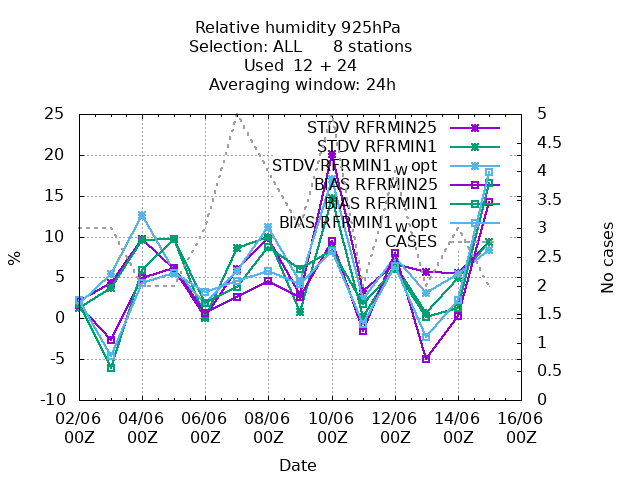 Relative humidity 925hPa
Selection: ALL 8 stations
Used 12 + 24
Averaging window: 24h
STDV RFRMIN25
STDV RFRMIN1
STDV RFRMIN1_w opt
BIAS RFRMIN25
BIAS RFRMIN1
BIAS RFRMIN1_w opt
CASES
25
20
15
10
5
0
-5
-10
%
5
4.5
4
3.5
3
2.5
2
1.5
1
0.5
0
No cases
02/06 04/06 06/06 08/06 10/06 12/06 14/06 16/06
00Z 00Z 00Z 00Z 00Z 00Z 00Z 00Z
Date